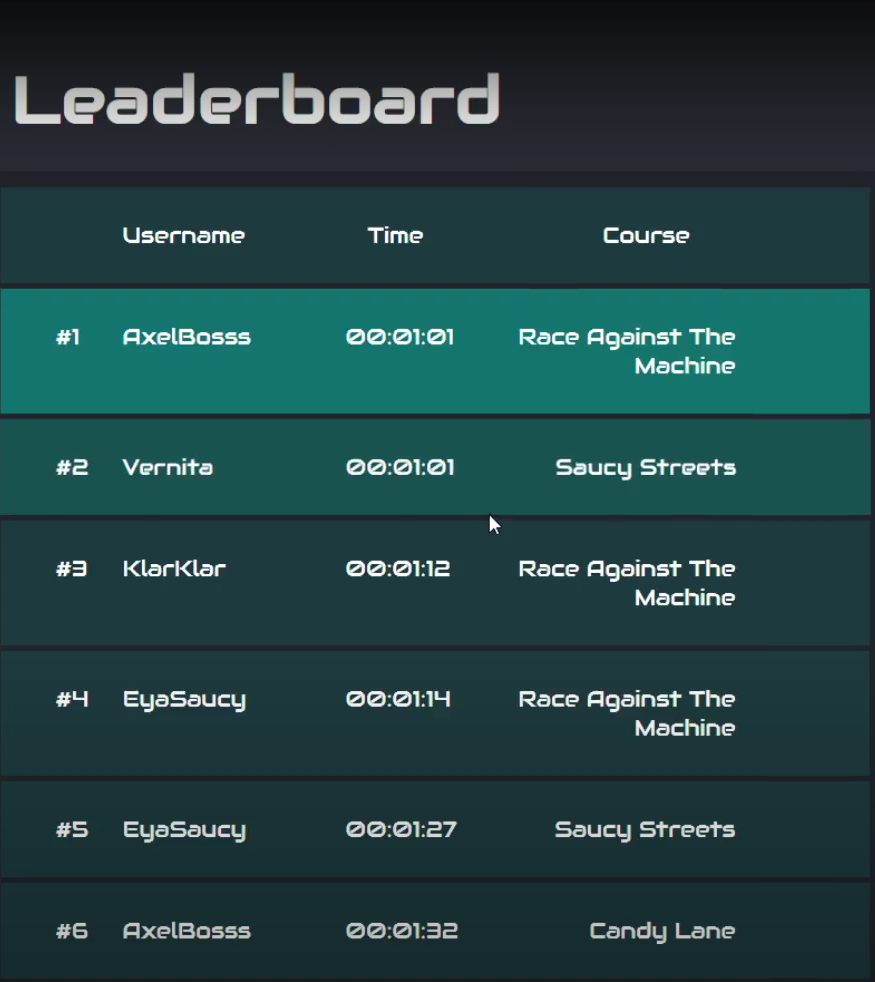 Leaderboard
Username Time Course
#1 AxelBosss 00:01:01 Race Against The
Machine
#2 Vernita 00:01:01 Saucy Streets
#3 KlarKlar 00:01:12 Race Against The
Machine
#4 EyaSaucy 00:01:14 Race Against The
Machine
#5 EyaSaucy 00:01:27 Saucy Streets
#6 AxelBosss 00:01:32 Candy Lane